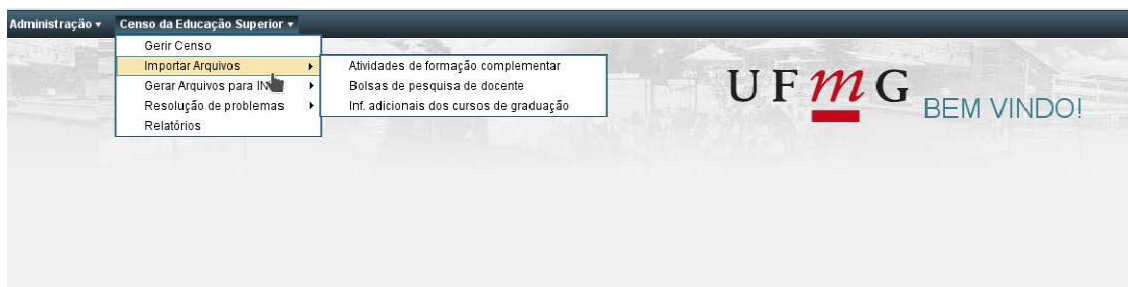 Administração Censo da Educação Superior
Gerir Censo
Importar Arquivos
Atividades de formação complementar
Gerar Arquivos para IN
Bolsas de pesquisa de docente
Resolução de problemas
Inf. adicionais dos cursos de graduação
Relatórios
UFmG
BEM VINDO!